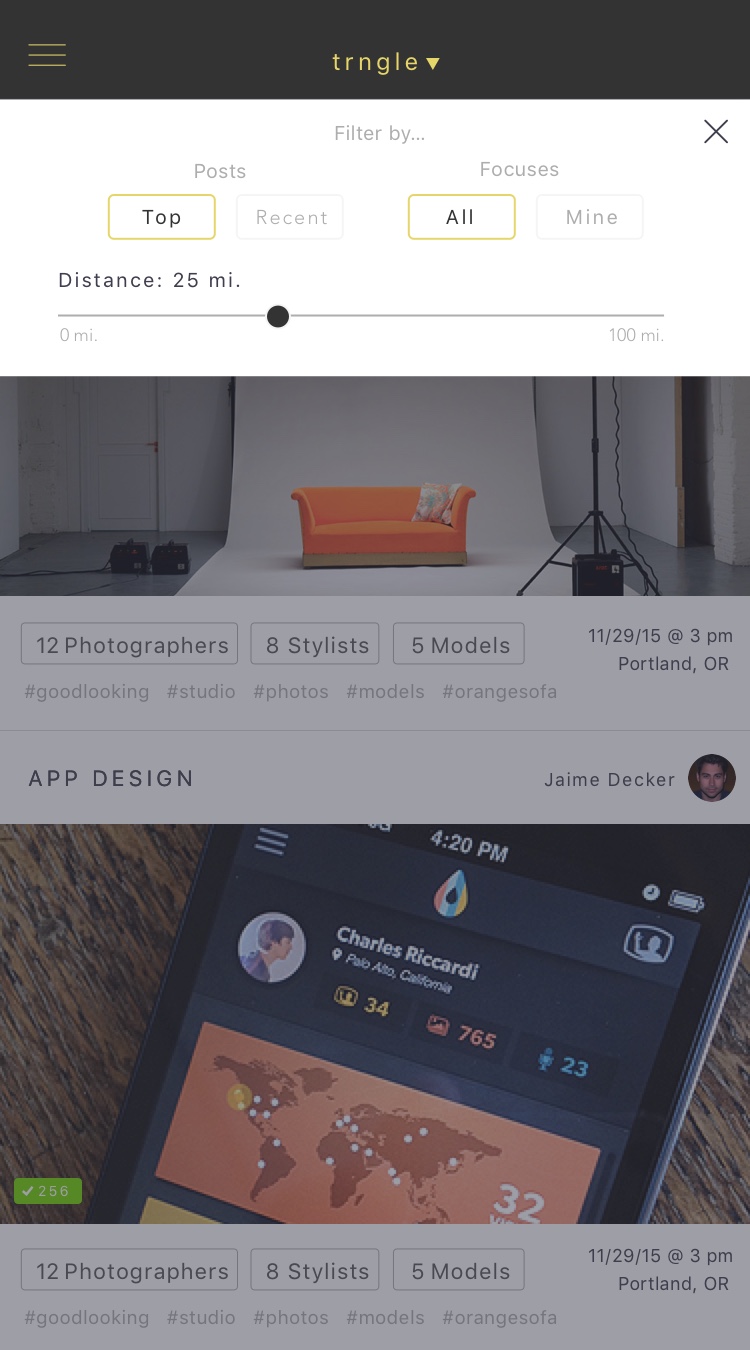 trngle
Filter by...
Posts
Focuses
Top
Recent
All
Mine
Distance: 25 mi.
0 mi.
100 mi.
12 Photographers
8 Stylists
5 Models
11/29/15 @ 3 pm
Portland, OR
#goodlooking #studio #photos #models #orangesofa
APP DESIGN
Jaime Decker
4:20 PM
Charles Riccardi
Palo Alto, California
34
765
23
32
256
12 Photographers
8 Stylists
5 Models
11/29/15 @ 3 pm
Portland, OR
#goodlooking #studio #photos #models #orangesofa